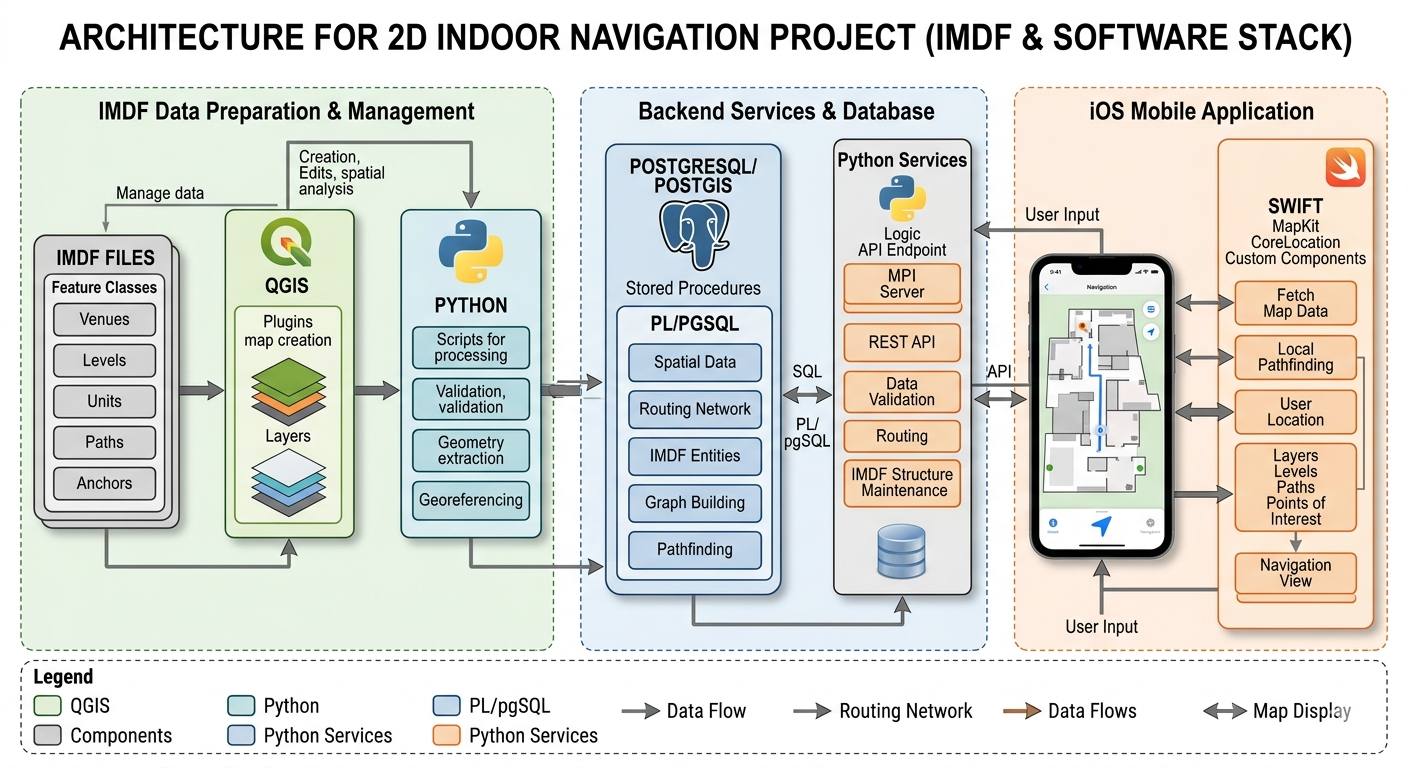 ARCHITECTURE FOR 2D INDOOR NAVIGATION PROJECT (IMDF & SOFTWARE STACK)
IMDF Data Preparation & Management
Creation,
Edits, spatial
analysis
Manage data
IMDF FILES
Feature Classes
Venues
Levels
Units
Paths
Anchors
QGIS
Plugins
map creation
Layers
PYTHON
Scripts for
processing
Validation,
validation
Geometry
extraction
Georeferencing
Backend Services & Database
POSTGRESQL/
POSTGIS
Stored Procedures
PL/PGSQL
Spatial Data
Routing Network
IMDF Entities
Graph Building
Pathfinding
SQL
PL/
pgSQL
Python Services
Logic
API Endpoint
MPI
Server
REST API
Data
Validation
Routing
IMDF Structure
Maintenance
API
iOS Mobile Application
User Input
9:41
Navigation
User Input
SWIFT
MapKit
CoreLocation
Custom Components
Fetch
Map Data
Local
Pathfinding
User
Location
Layers
Levels
Paths
Points of
Interest
Navigation
View
Legend
QGIS
Python
PL/pgSQL
Data Flow
Routing Network
Data Flows
Map Display
Components
Python Services
Python Services